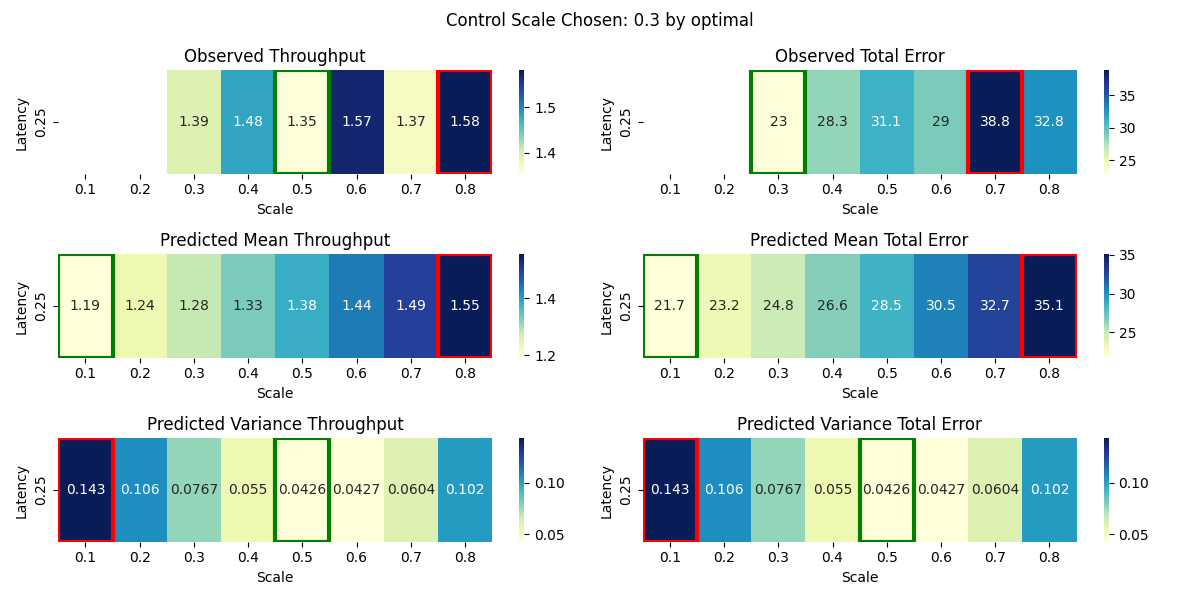 Control Scale Chosen: 0.3 by optimal
Observed Throughput
Latency
0.25
1.39 1.48 1.35 1.57 1.37 1.58
0.1 0.2 0.3 0.4 0.5 0.6 0.7 0.8
Scale
1.5
1.4
Observed Total Error
Latency
0.25
23 28.3 31.1 29 38.8 32.8
0.1 0.2 0.3 0.4 0.5 0.6 0.7 0.8
Scale
35
30
25
Predicted Mean Throughput
Latency
0.25
1.19 1.24 1.28 1.33 1.38 1.44 1.49 1.55
0.1 0.2 0.3 0.4 0.5 0.6 0.7 0.8
Scale
1.4
1.2
Predicted Mean Total Error
Latency
0.25
21.7 23.2 24.8 26.6 28.5 30.5 32.7 35.1
0.1 0.2 0.3 0.4 0.5 0.6 0.7 0.8
Scale
35
30
25
Predicted Variance Throughput
Latency
0.25
0.143 0.106 0.0767 0.055 0.0426 0.0427 0.0604 0.102
0.1 0.2 0.3 0.4 0.5 0.6 0.7 0.8
Scale
0.10
0.05
Predicted Variance Total Error
Latency
0.25
0.143 0.106 0.0767 0.055 0.0426 0.0427 0.0604 0.102
0.1 0.2 0.3 0.4 0.5 0.6 0.7 0.8
Scale
0.10
0.05